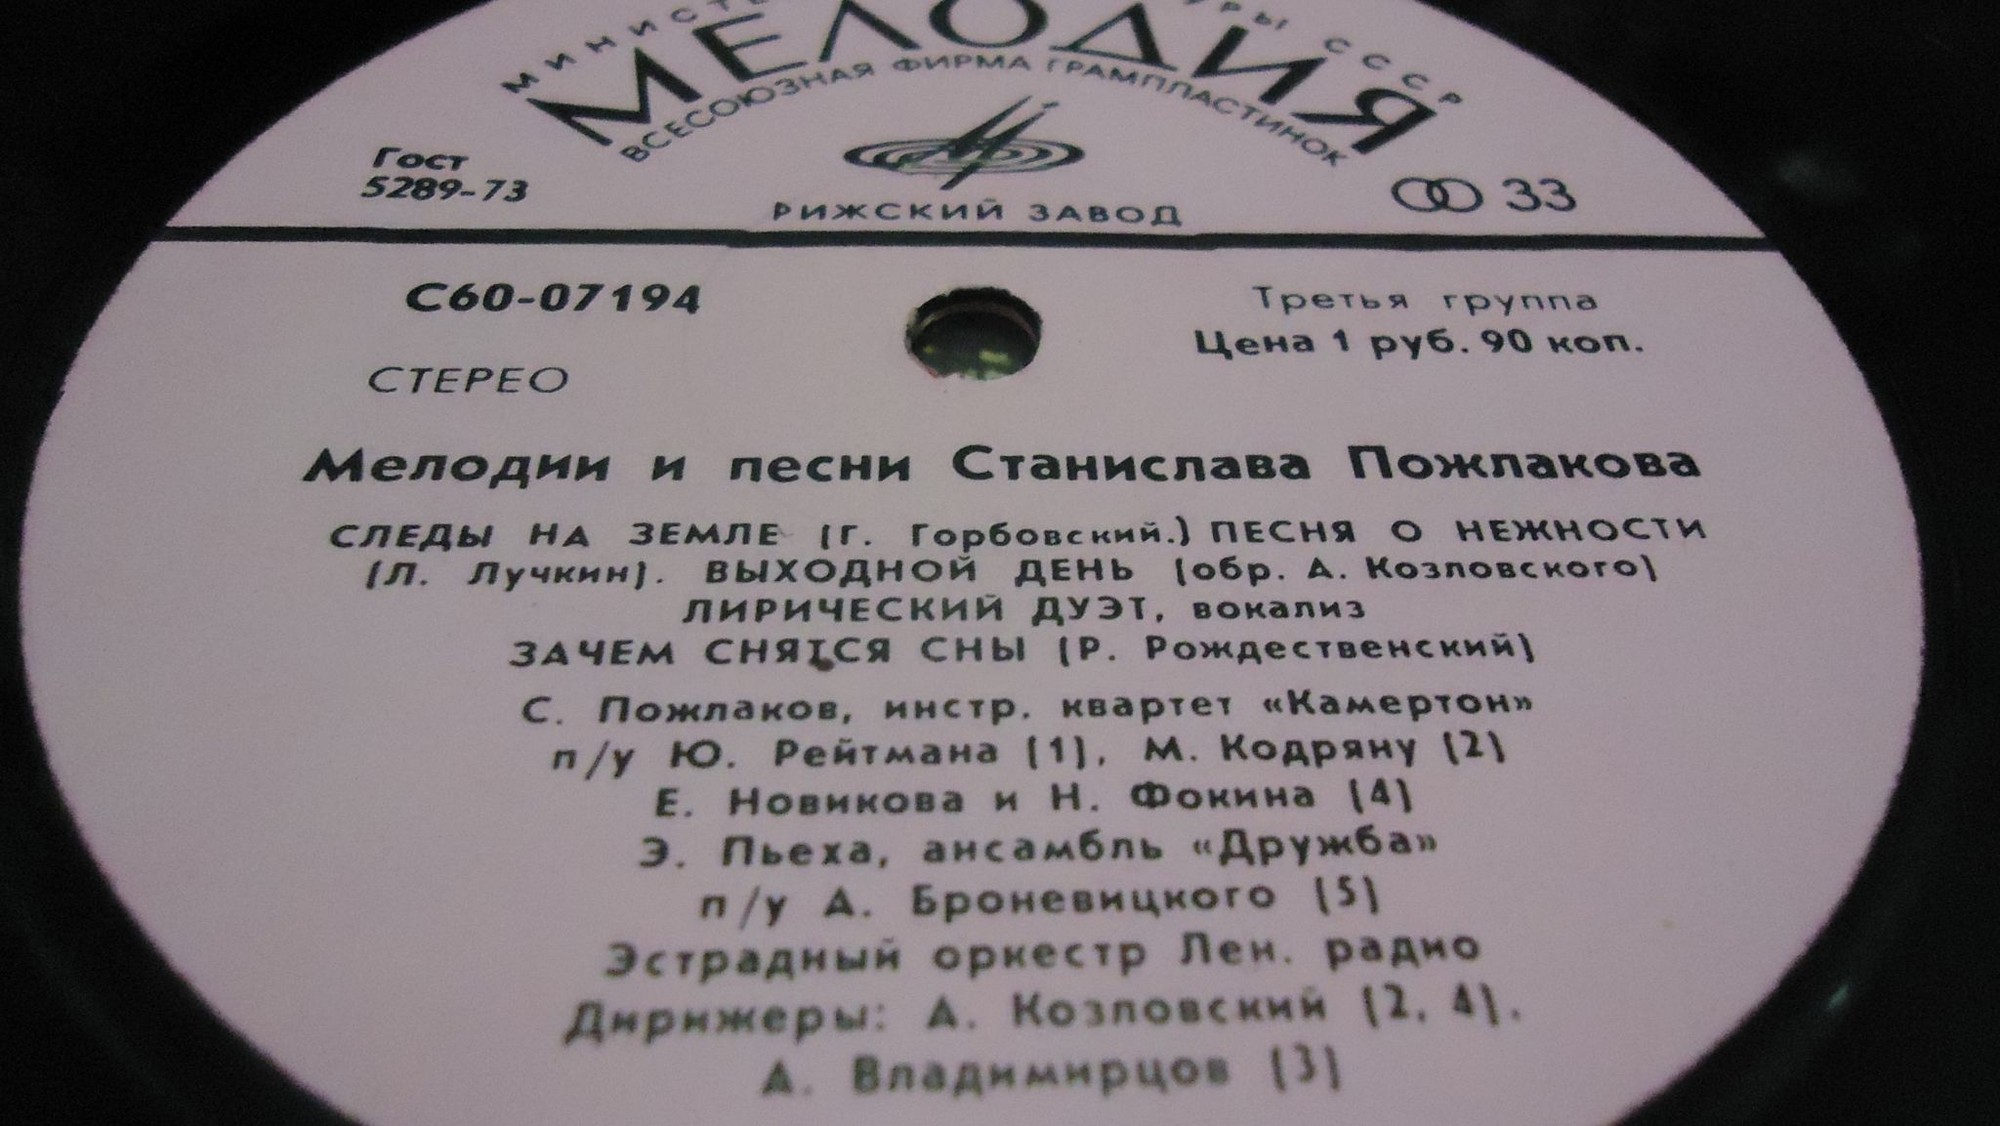 СССР
МЕЛОДИЯ
ВСЕСОЮЗНАЯ ФИРМА ГРАМПЛАСТИНОК
Гост
5289-73
РИЖСКИЙ ЗАВОД
33
С60-07194
Третья группа
Цена 1 руб. 90 коп.
СТЕРЕО
Мелодии и песни Станислава Пожлакова
СЛЕДЫ НА ЗЕМЛЕ (Г. Горбовский.) ПЕСНЯ О НЕЖНОСТИ
(Л. Лучкин). ВЫХОДНОЙ ДЕНЬ (обр. А. Козловского)
ЛИРИЧЕСКИЙ ДУЭТ, вокализ
ЗАЧЕМ СНЯТСЯ СНЫ (Р. Рождественский)
С. Пожлаков, инстр. квартет «Камертон»
п/у Ю. Рейтмана (1), М. Кодряну (2)
Е. Новикова и Н. Фокина (4)
Э. Пьеха, ансамбль «Дружба»
п/у А. Броневицкого (5)
Эстрадный оркестр Лен. радио
Дирижеры: А. Козловский (2, 4).
А. Владимирцов (3)